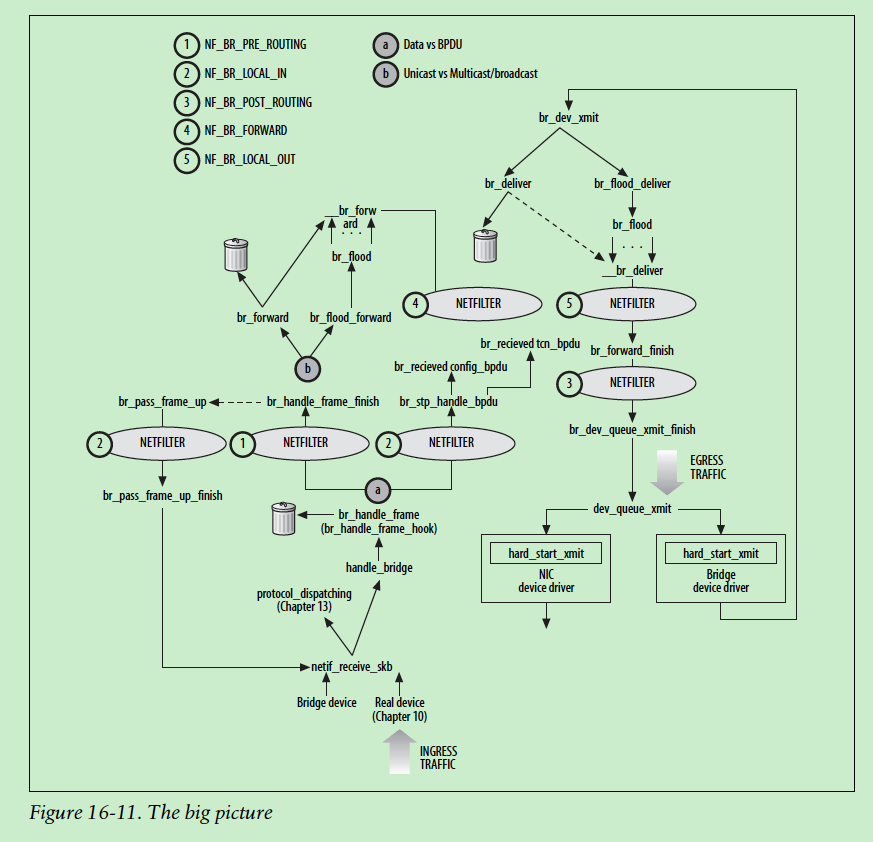 1 NF_BR_PRE_ROUTING
2 NF_BR_LOCAL_IN
3 NF_BR_POST_ROUTING
4 NF_BR_FORWARD
5 NF_BR_LOCAL_OUT
a Data vs BPDU
b Unicast vs Multicast/broadcast
br_dev_xmit
br_deliver
br_flood_deliver
br_flood
. . .
__br_deliver
5 NETFILTER
br_forward_finish
3 NETFILTER
br_dev_queue_xmit_finish
EGRESS
TRAFFIC
dev_queue_xmit
hard_start_xmit
NIC
device driver
hard_start_xmit
Bridge
device driver
__br_forw
ard
. . .
br_flood
br_forward
br_flood_forward
4 NETFILTER
b
br_recieved tcn_bpdu
br_recieved config_bpdu
br_pass_frame_up
br_handle_frame_finish
br_stp_handle_bpdu
2 NETFILTER
1 NETFILTER
2 NETFILTER
br_pass_frame_up_finish
a
br_handle_frame
(br_handle_frame_hook)
handle_bridge
protocol_dispatching
(Chapter 13)
netif_receive_skb
Bridge device
Real device
(Chapter 10)
INGRESS
TRAFFIC
Figure 16-11. The big picture